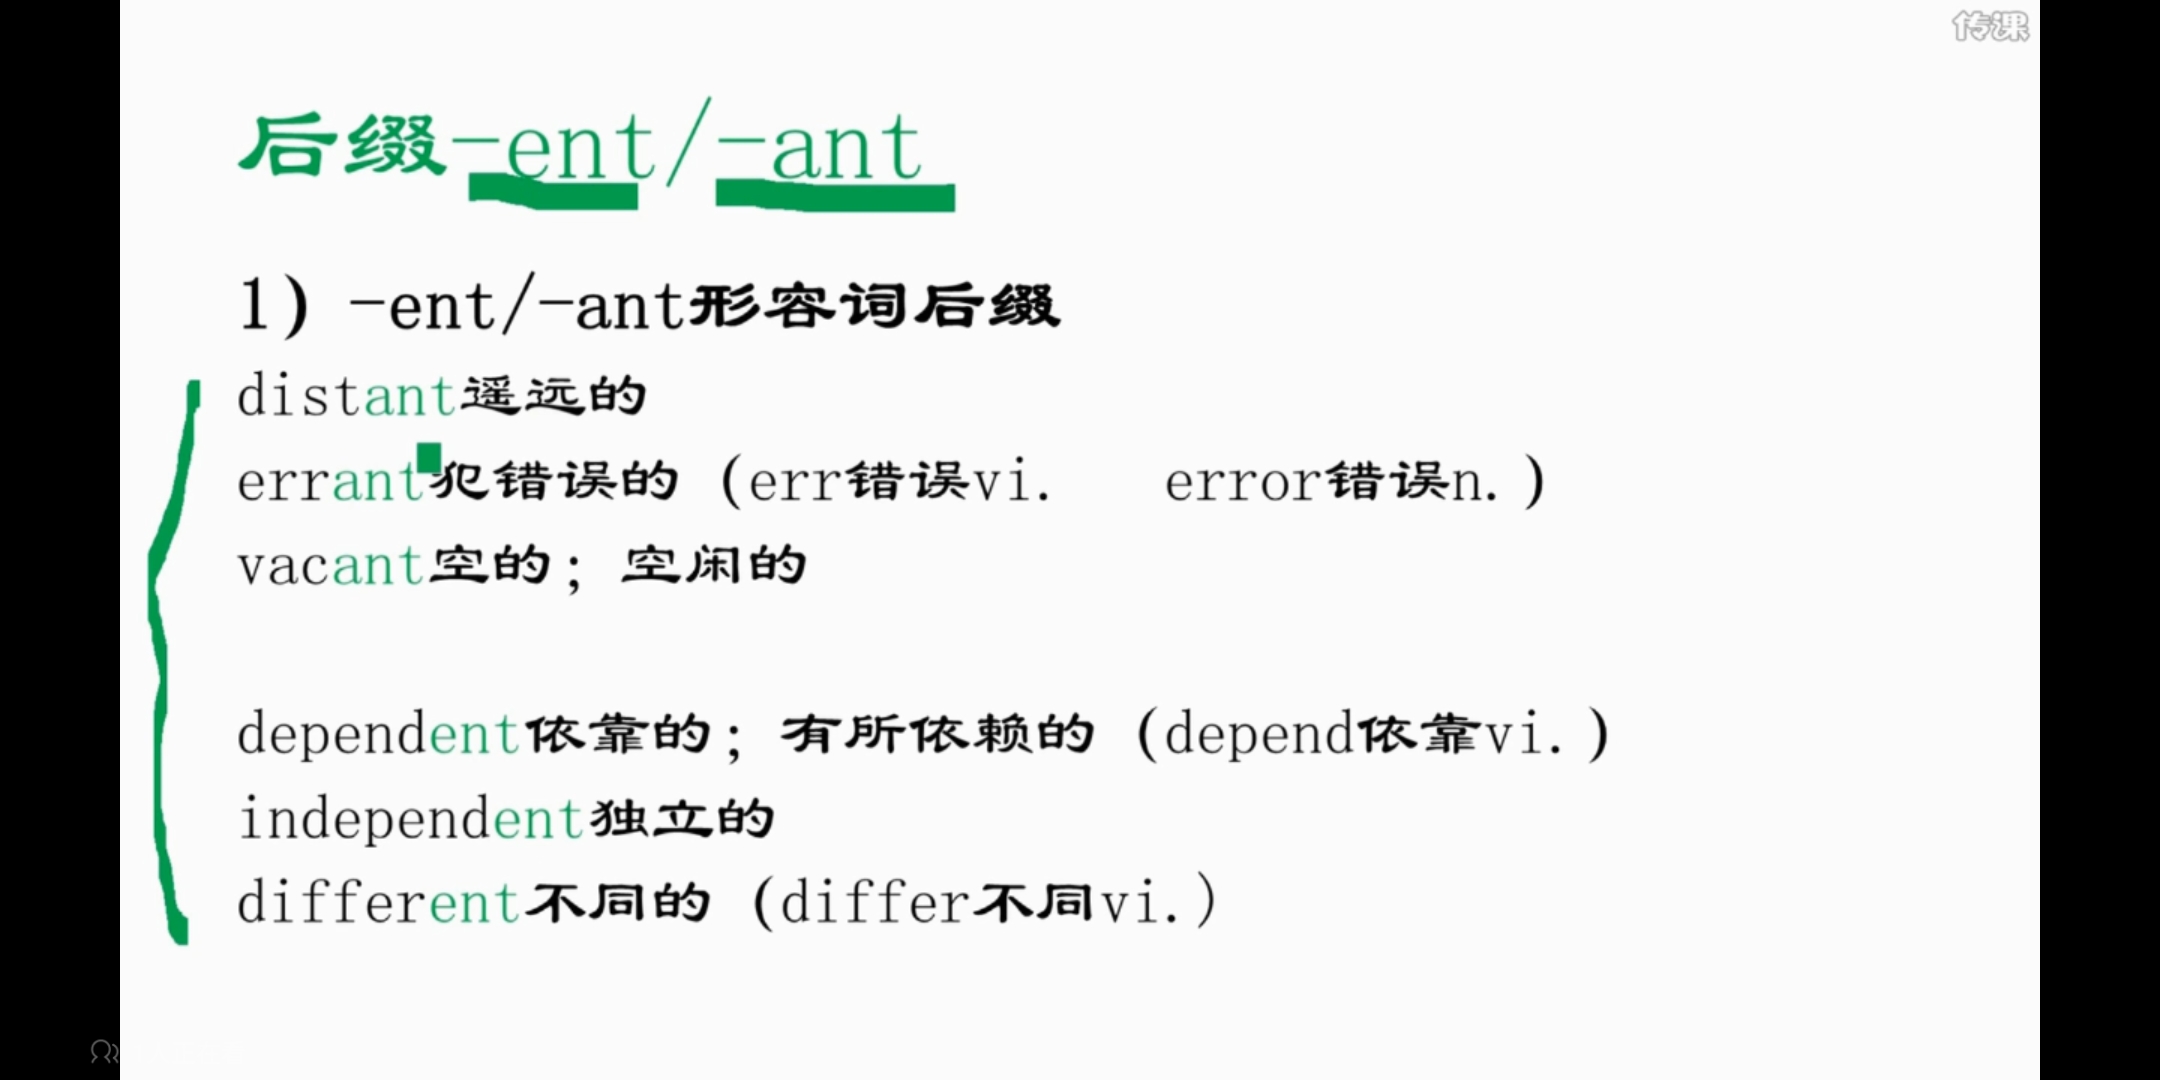 传课
后缀-ent/-ant
1）-ent/-ant形容词后缀
distant遥远的
errant犯错误的（err错误vi. error错误n.）
vacant空的；空闲的
dependent依靠的；有所依赖的（depend依靠vi.）
independent独立的
different不同的（differ不同vi.）